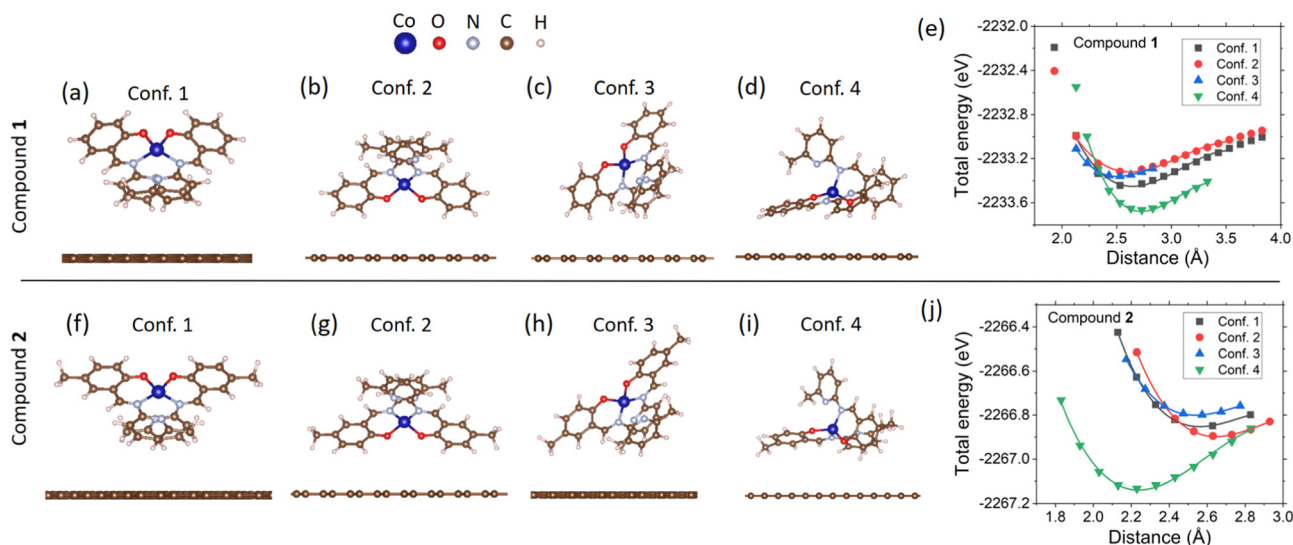 Co O N C H
Compound 1
(a) Conf. 1
(b) Conf. 2
(c) Conf. 3
(d) Conf. 4
(e)
Total energy (eV)
-2232.0
-2232.4
-2232.8
-2233.2
-2233.6
Compound 1
Conf. 1
Conf. 2
Conf. 3
Conf. 4
2.0 2.5 3.0 3.5 4.0
Distance (Å)
Compound 2
(f) Conf. 1
(g) Conf. 2
(h) Conf. 3
(i) Conf. 4
(j)
Total energy (eV)
-2266.4
-2266.6
-2266.8
-2267.0
-2267.2
Compound 2
Conf. 1
Conf. 2
Conf. 3
Conf. 4
1.8 2.0 2.2 2.4 2.6 2.8 3.0
Distance (Å)